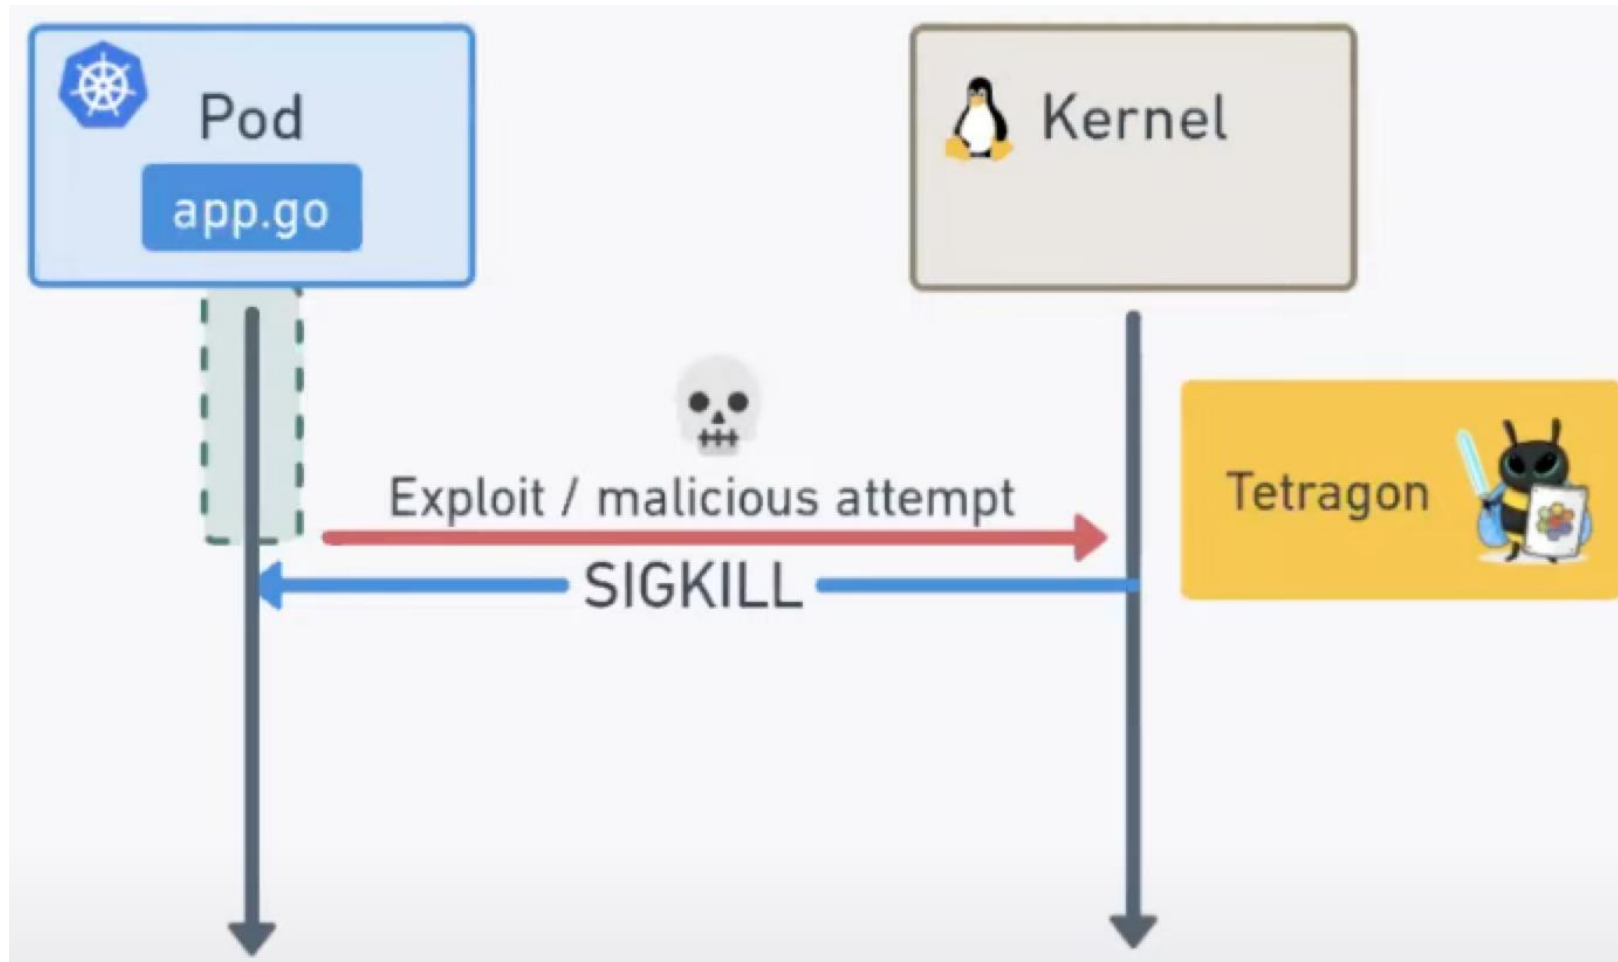 Pod
app.go
Kernel
Exploit / malicious attempt
SIGKILL
Tetragon